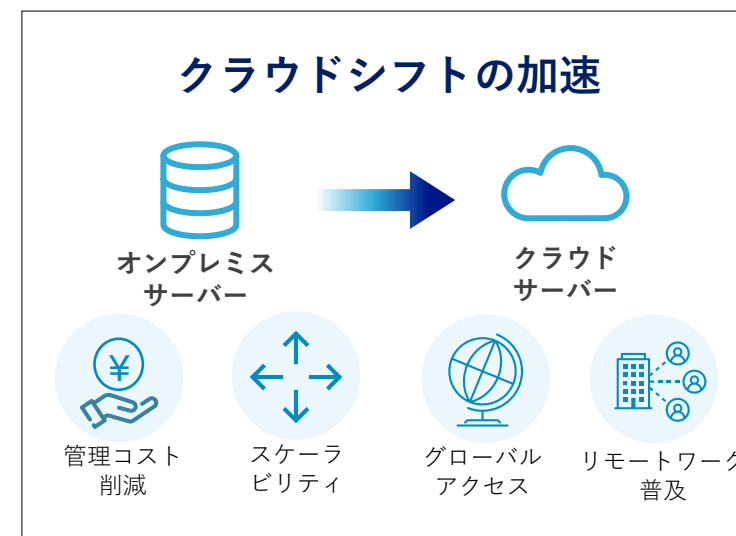 クラウドシフトの加速
オンプレミス
サーバー
クラウド
サーバー
¥
管理コスト
削減
スケーラ
ビリティ
グローバル
アクセス
リモートワーク
普及